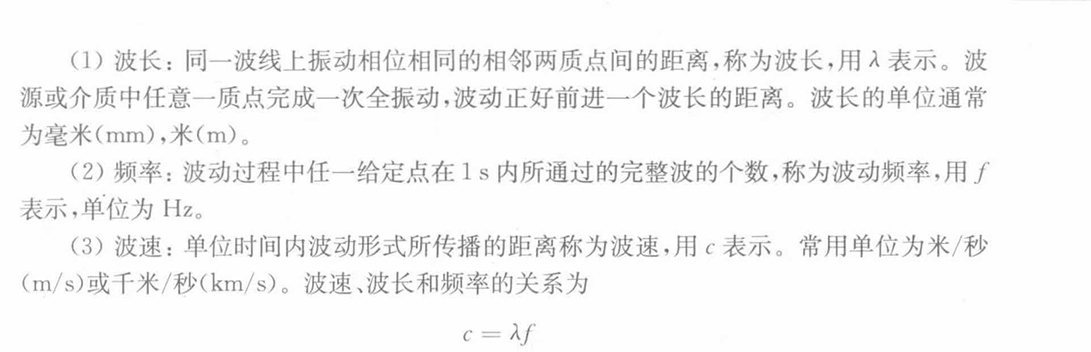 (1) 波长：同一波线上振动相位相同的相邻两质点间的距离,称为波长,用 λ 表示。波
源或介质中任意一质点完成一次全振动,波动正好前进一个波长的距离。波长的单位通常
为毫米(mm),米(m)。
(2) 频率：波动过程中任一给定点在 1 s 内所通过的完整波的个数,称为波动频率,用 f
表示,单位为 Hz。
(3) 波速：单位时间内波动形式所传播的距离称为波速,用 c 表示。常用单位为米/秒
(m/s)或千米/秒(km/s)。波速、波长和频率的关系为
c = λf